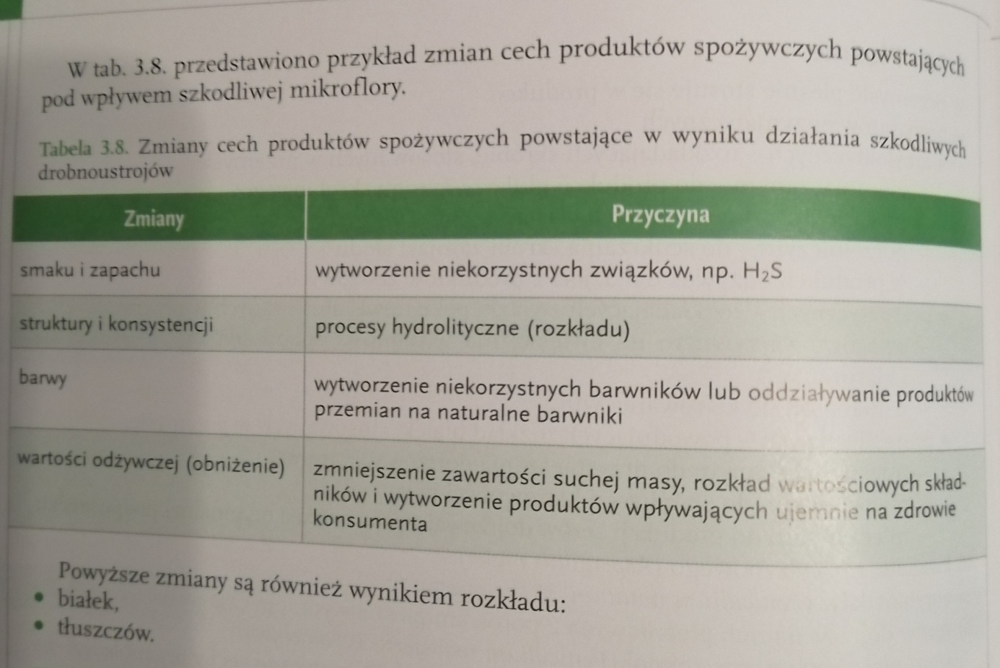 W tab. 3.8. przedstawiono przykład zmian cech produktów spożywczych powstających
pod wpływem szkodliwej mikroflory.
Tabela 3.8. Zmiany cech produktów spożywczych powstające w wyniku działania szkodliwych
drobnoustrojów
Zmiany
Przyczyna
smaku i zapachu
wytworzenie niekorzystnych związków, np. H₂S
struktury i konsystencji
procesy hydrolityczne (rozkładu)
barwy
wytworzenie niekorzystnych barwników lub oddziaływanie produktów
przemian na naturalne barwniki
wartości odżywczej (obniżenie)
zmniejszenie zawartości suchej masy, rozkład wartościowych skład-
ników i wytworzenie produktów wpływających ujemnie na zdrowie
konsumenta
Powyższe zmiany są również wynikiem rozkładu:
• białek,
• tłuszczów.